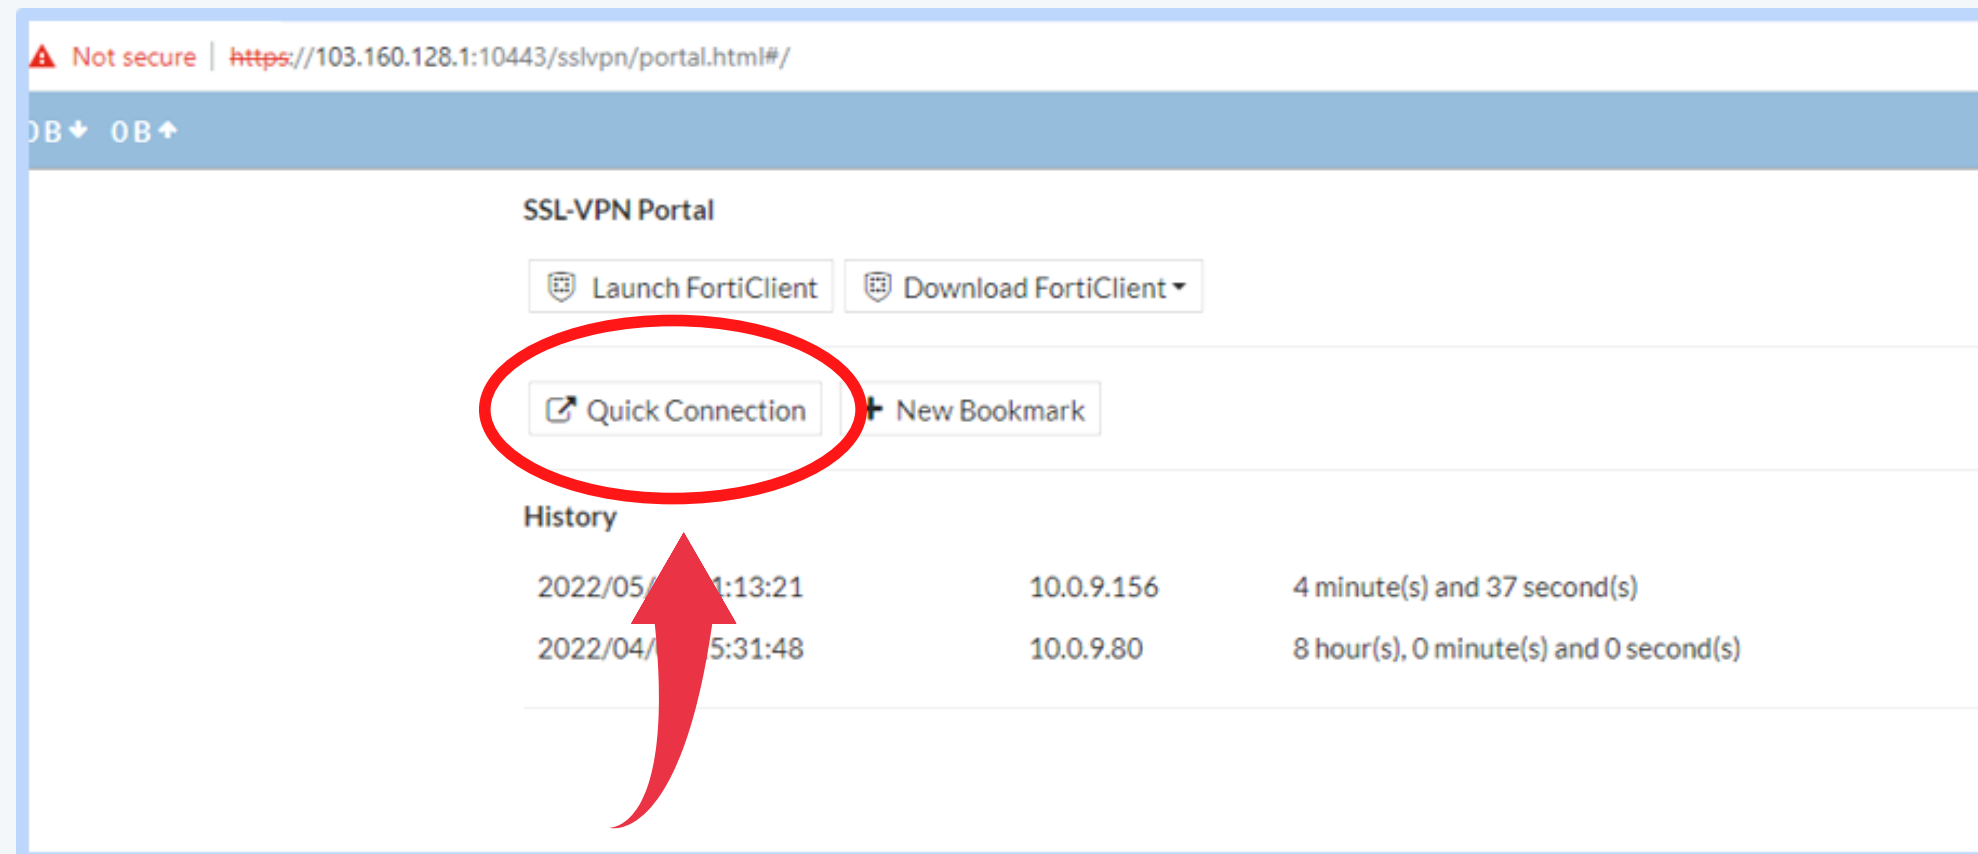 Not secure | https://103.160.128.1:10443/sslvpn/portal.html#/
0B 0B
SSL-VPN Portal
Launch FortiClient Download FortiClient
Quick Connection + New Bookmark
History
2022/05/ 1:13:21 10.0.9.156 4 minute(s) and 37 second(s)
2022/04/ 5:31:48 10.0.9.80 8 hour(s), 0 minute(s) and 0 second(s)